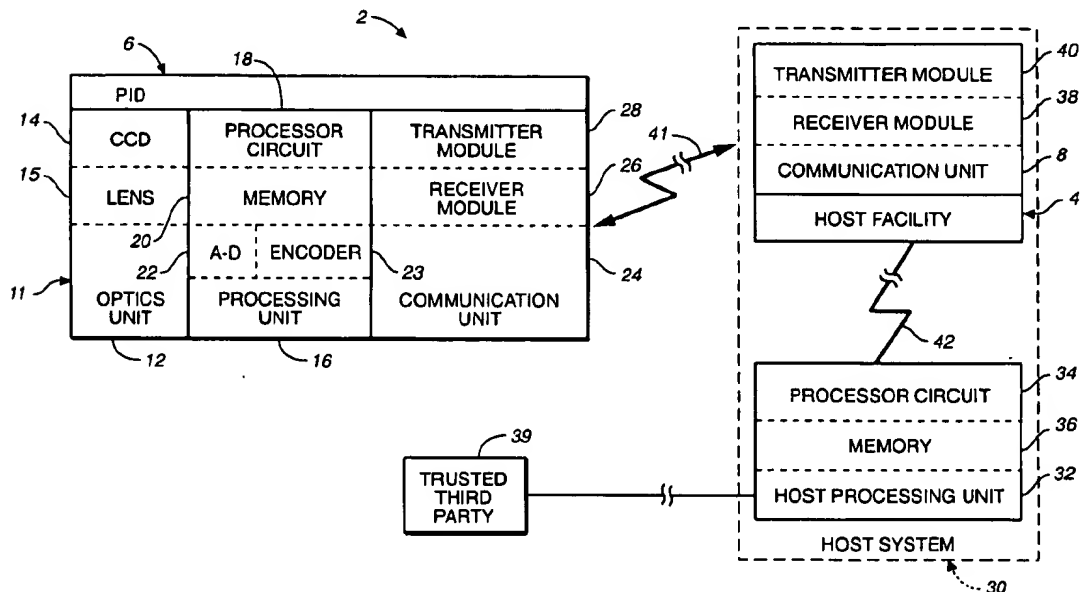 2
6
18
40
PID
TRANSMITTER MODULE
14
CCD
PROCESSOR CIRCUIT
TRANSMITTER MODULE
28
38
RECEIVER MODULE
41
8
COMMUNICATION UNIT
15
LENS
MEMORY
RECEIVER MODULE
26
4
HOST FACILITY
20
22
A-D
ENCODER
23
24
11
OPTICS UNIT
PROCESSING UNIT
COMMUNICATION UNIT
12
16
42
34
PROCESSOR CIRCUIT
36
MEMORY
39
32
TRUSTED THIRD PARTY
HOST PROCESSING UNIT
HOST SYSTEM
30